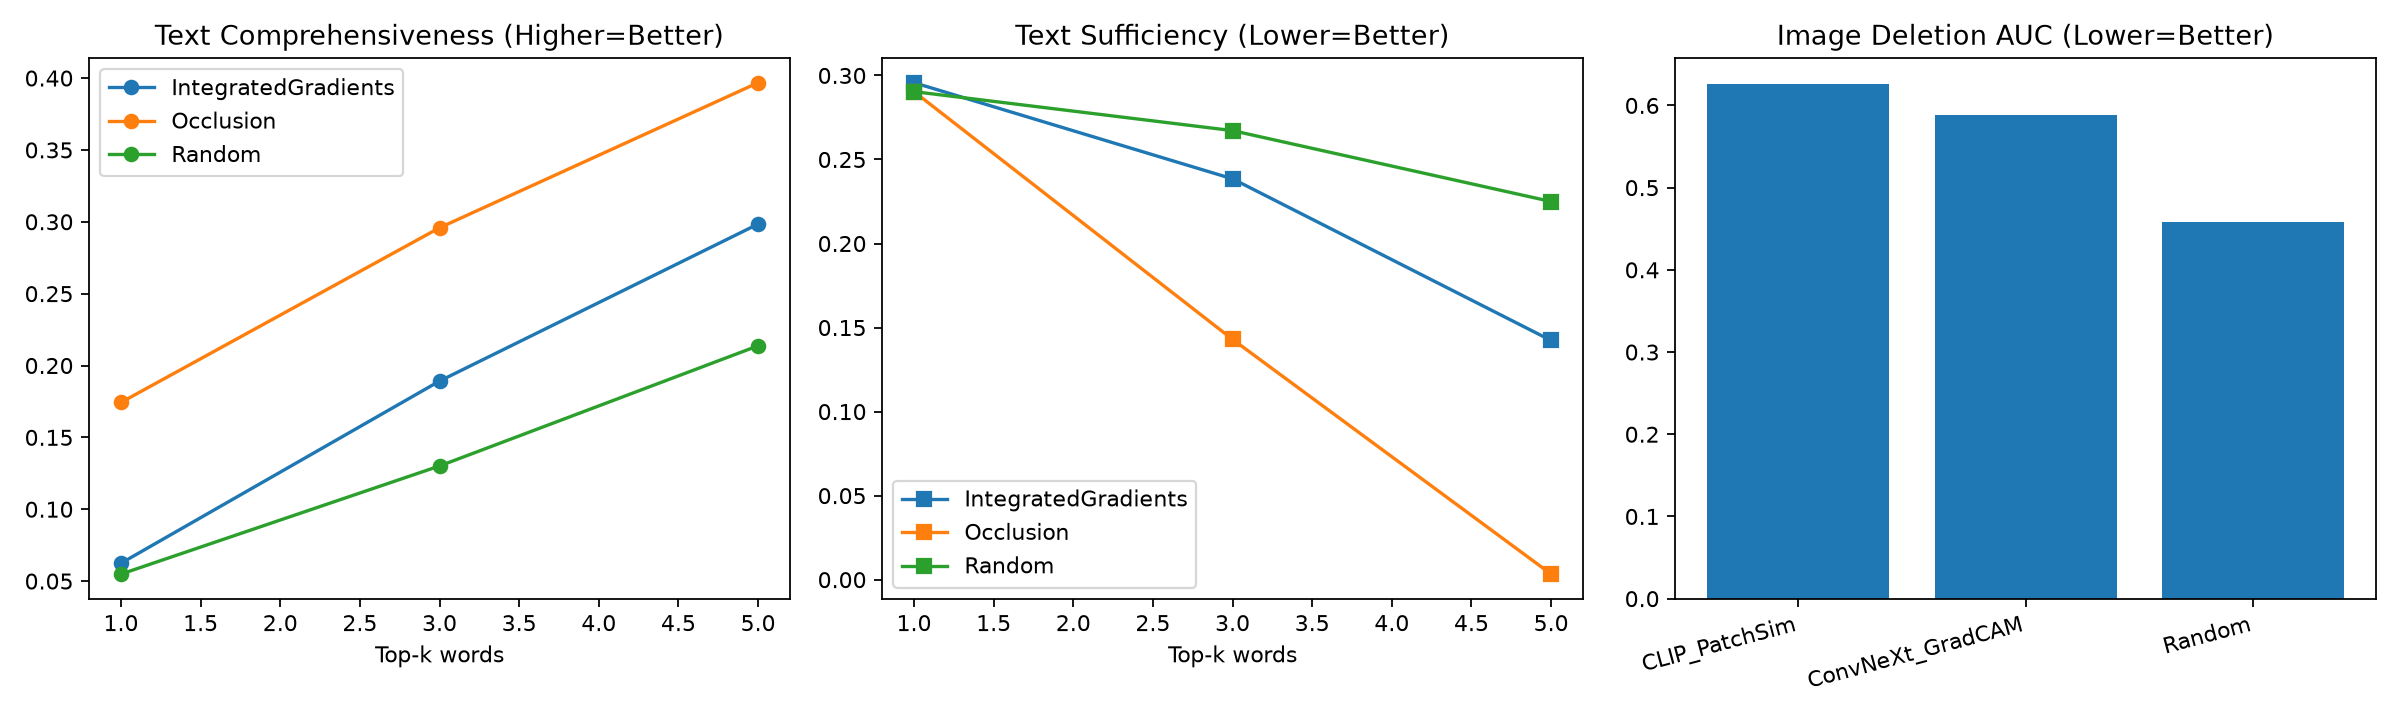 Text Comprehensiveness (Higher=Better)
0.40
0.35
0.30
0.25
0.20
0.15
0.10
0.05
IntegratedGradients
Occlusion
Random
1.0 1.5 2.0 2.5 3.0 3.5 4.0 4.5 5.0
Top-k words
Text Sufficiency (Lower=Better)
0.30
0.25
0.20
0.15
0.10
0.05
0.00
IntegratedGradients
Occlusion
Random
1.0 1.5 2.0 2.5 3.0 3.5 4.0 4.5 5.0
Top-k words
Image Deletion AUC (Lower=Better)
0.6
0.5
0.4
0.3
0.2
0.1
0.0
CLIP_PatchSim
ConvNeXt_GradCAM
Random